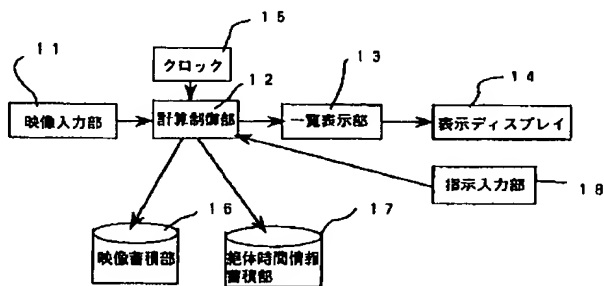 15
クロック
11
12
13
14
映像入力部
計算制御部
一覧表示部
表示ディスプレイ
指示入力部
18
16
17
映像蓄積部
絶体時間情報
蓄積部